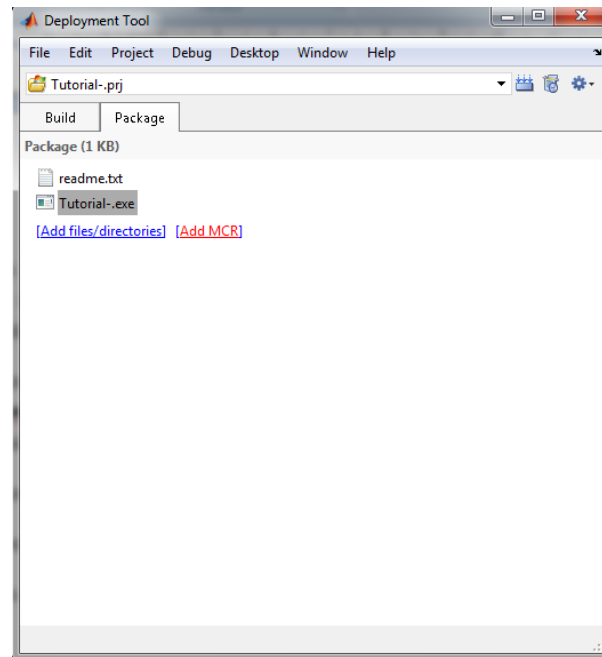 Deployment Tool
File Edit Project Debug Desktop Window Help
Tutorial-.prj
Build Package
Package (1 KB)
readme.txt
Tutorial-.exe
[Add files/directories] [Add MCR]